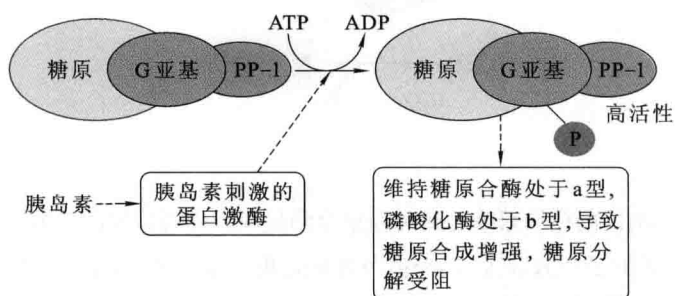 ATP ADP
糖原 G亚基 PP-1 糖原 G亚基 PP-1
高活性
P
胰岛素 胰岛素刺激的
蛋白激酶
维持糖原合酶处于a型,
磷酸化酶处于b型,导致
糖原合成增强,糖原分
解受阻